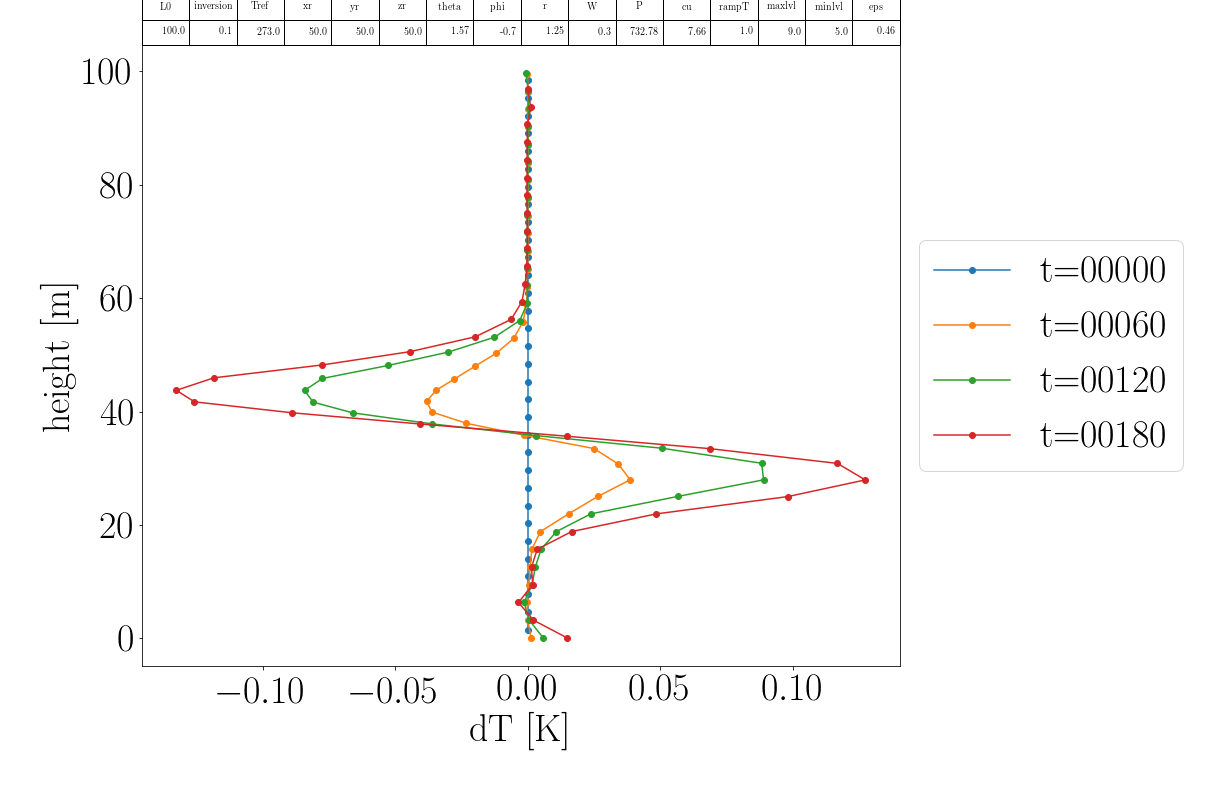 L0 inversion Tref xr yr zr theta phi r W P cu rampT maxlvl minlvl eps
100.0 0.1 273.0 50.0 50.0 50.0 1.57 -0.7 1.25 0.3 732.78 7.66 1.0 9.0 5.0 0.46
100
80
60
40
20
0
height [m]
−0.10 −0.05 0.00 0.05 0.10
dT [K]
t=00000
t=00060
t=00120
t=00180